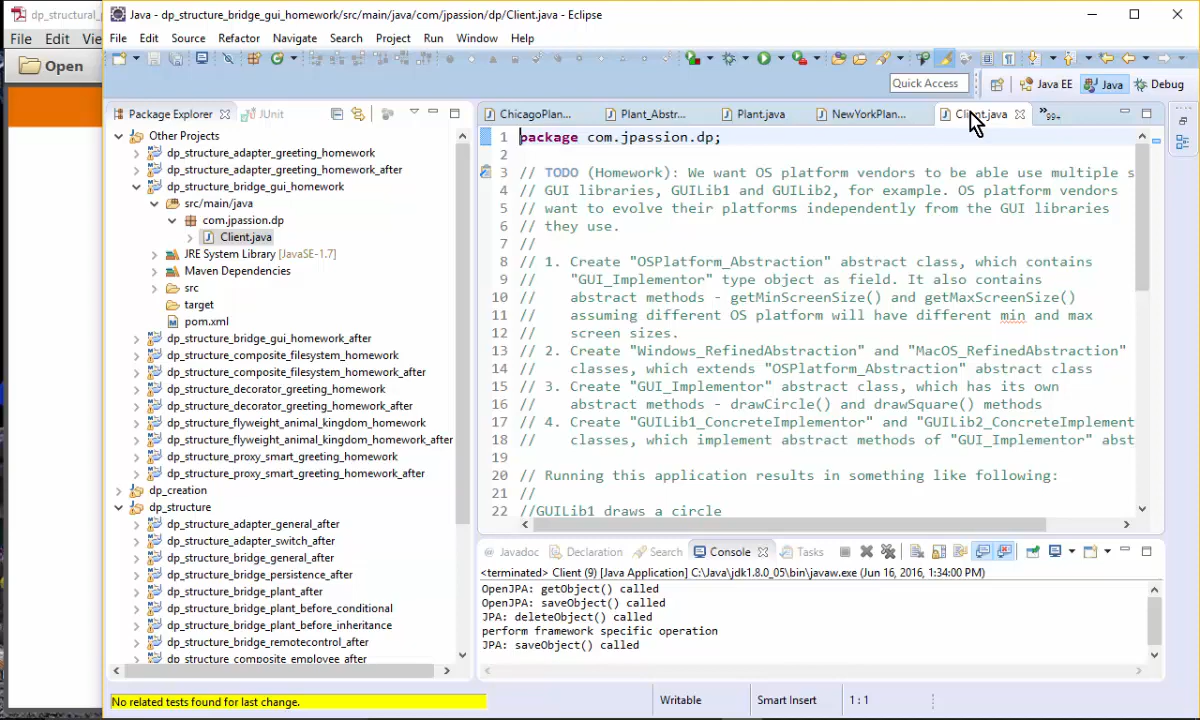 dp_structural_
File Edit Vie
Open
Java - dp_structure_bridge_gui_homework/src/main/java/com/jpassion/dp/Client.java - Eclipse
File Edit Source Refactor Navigate Search Project Run Window Help
Quick Access
Java EE
Java
Debug
Package Explorer
JUnit
Other Projects
dp_structure_adapter_greeting_homework
dp_structure_adapter_greeting_homework_after
dp_structure_bridge_gui_homework
src/main/java
com.jpassion.dp
Client.java
JRE System Library [JavaSE-1.7]
Maven Dependencies
src
target
pom.xml
dp_structure_bridge_gui_homework_after
dp_structure_composite_filesystem_homework
dp_structure_composite_filesystem_homework_after
dp_structure_decorator_greeting_homework
dp_structure_decorator_greeting_homework_after
dp_structure_flyweight_animal_kingdom_homework
dp_structure_flyweight_animal_kingdom_homework_after
dp_structure_proxy_smart_greeting_homework
dp_structure_proxy_smart_greeting_homework_after
dp_creation
dp_structure
dp_structure_adapter_general_after
dp_structure_adapter_switch_after
dp_structure_bridge_general_after
dp_structure_bridge_persistence_after
dp_structure_bridge_plant_after
dp_structure_bridge_plant_before_conditional
dp_structure_bridge_plant_before_inheritance
dp_structure_bridge_remotecontrol_after
dp_structure_composite_employee_after
ChicagoPlan...
Plant_Abstr...
Plant.java
NewYorkPlan...
Client.java
»99+
1 package com.jpassion.dp;
2
3 // TODO (Homework): We want OS platform vendors to be able use multiple s
4 // GUI libraries, GUILib1 and GUILib2, for example. OS platform vendors
5 // want to evolve their platforms independently from the GUI libraries
6 // they use.
7 //
8 // 1. Create "OSPlatform_Abstraction" abstract class, which contains
9 // "GUI_Implementor" type object as field. It also contains
10 // abstract methods - getMinScreenSize() and getMaxScreenSize()
11 // assuming different OS platform will have different min and max
12 // screen sizes.
13 // 2. Create "Windows_RefinedAbstraction" and "MacOS_RefinedAbstraction"
14 // classes, which extends "OSPlatform_Abstraction" abstract class
15 // 3. Create "GUI_Implementor" abstract class, which has its own
16 // abstract methods - drawCircle() and drawSquare() methods
17 // 4. Create "GUILib1_ConcreteImplementor" and "GUILib2_ConcreteImplement
18 // classes, which implement abstract methods of "GUI_Implementor" abst
19
20 // Running this application results in something like following:
21 //
22 //GUILib1 draws a circle
Javadoc
Declaration
Search
Console
Tasks
<terminated> Client (9) [Java Application] C:\Java\jdk1.8.0_05\bin\javaw.exe (Jun 16, 2016, 1:34:00 PM)
OpenJPA: getObject() called
OpenJPA: saveObject() called
JPA: deleteObject() called
perform framework specific operation
JPA: saveObject() called
No related tests found for last change.
Writable
Smart Insert
1 : 1